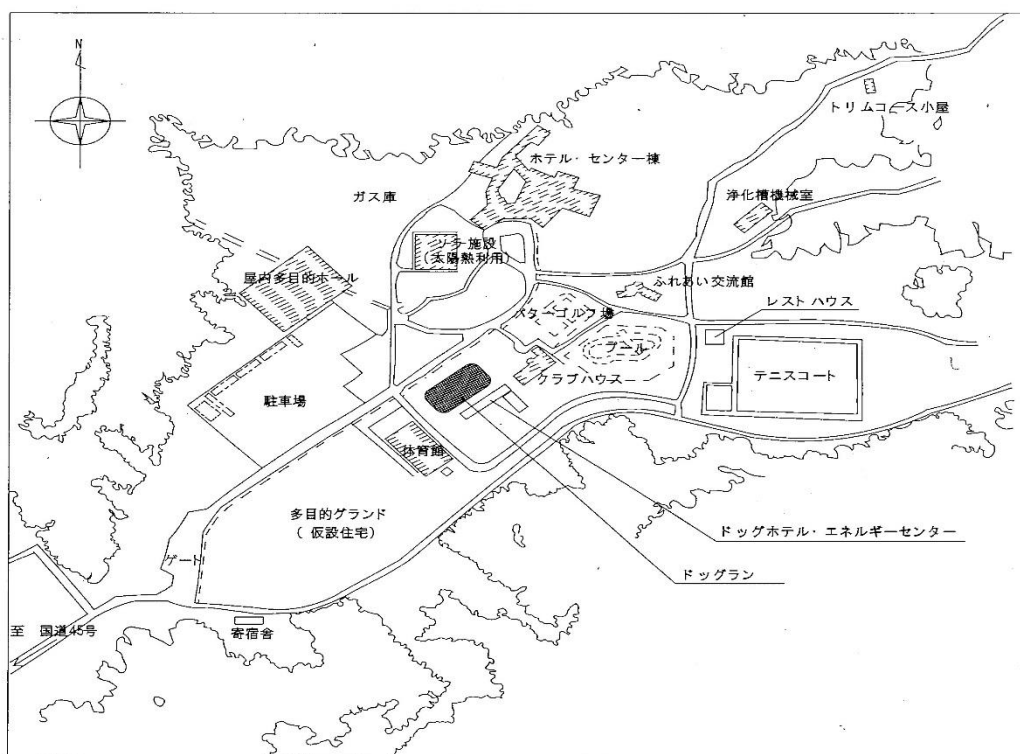 N
トリムコース小屋
ホテル・センター棟
ガス庫
浄化槽機械室
ソーラー施設
（太陽熱利用）
屋内多目的ホール
ふれあい交流館
レストハウス
パターゴルフ場
プール
クラブハウス
テニスコート
駐車場
体育館
多目的グランド
（ 仮設住宅）
ドッグホテル・エネルギーセンター
ゲート
ドッグラン
至 国道45号
寄宿舎